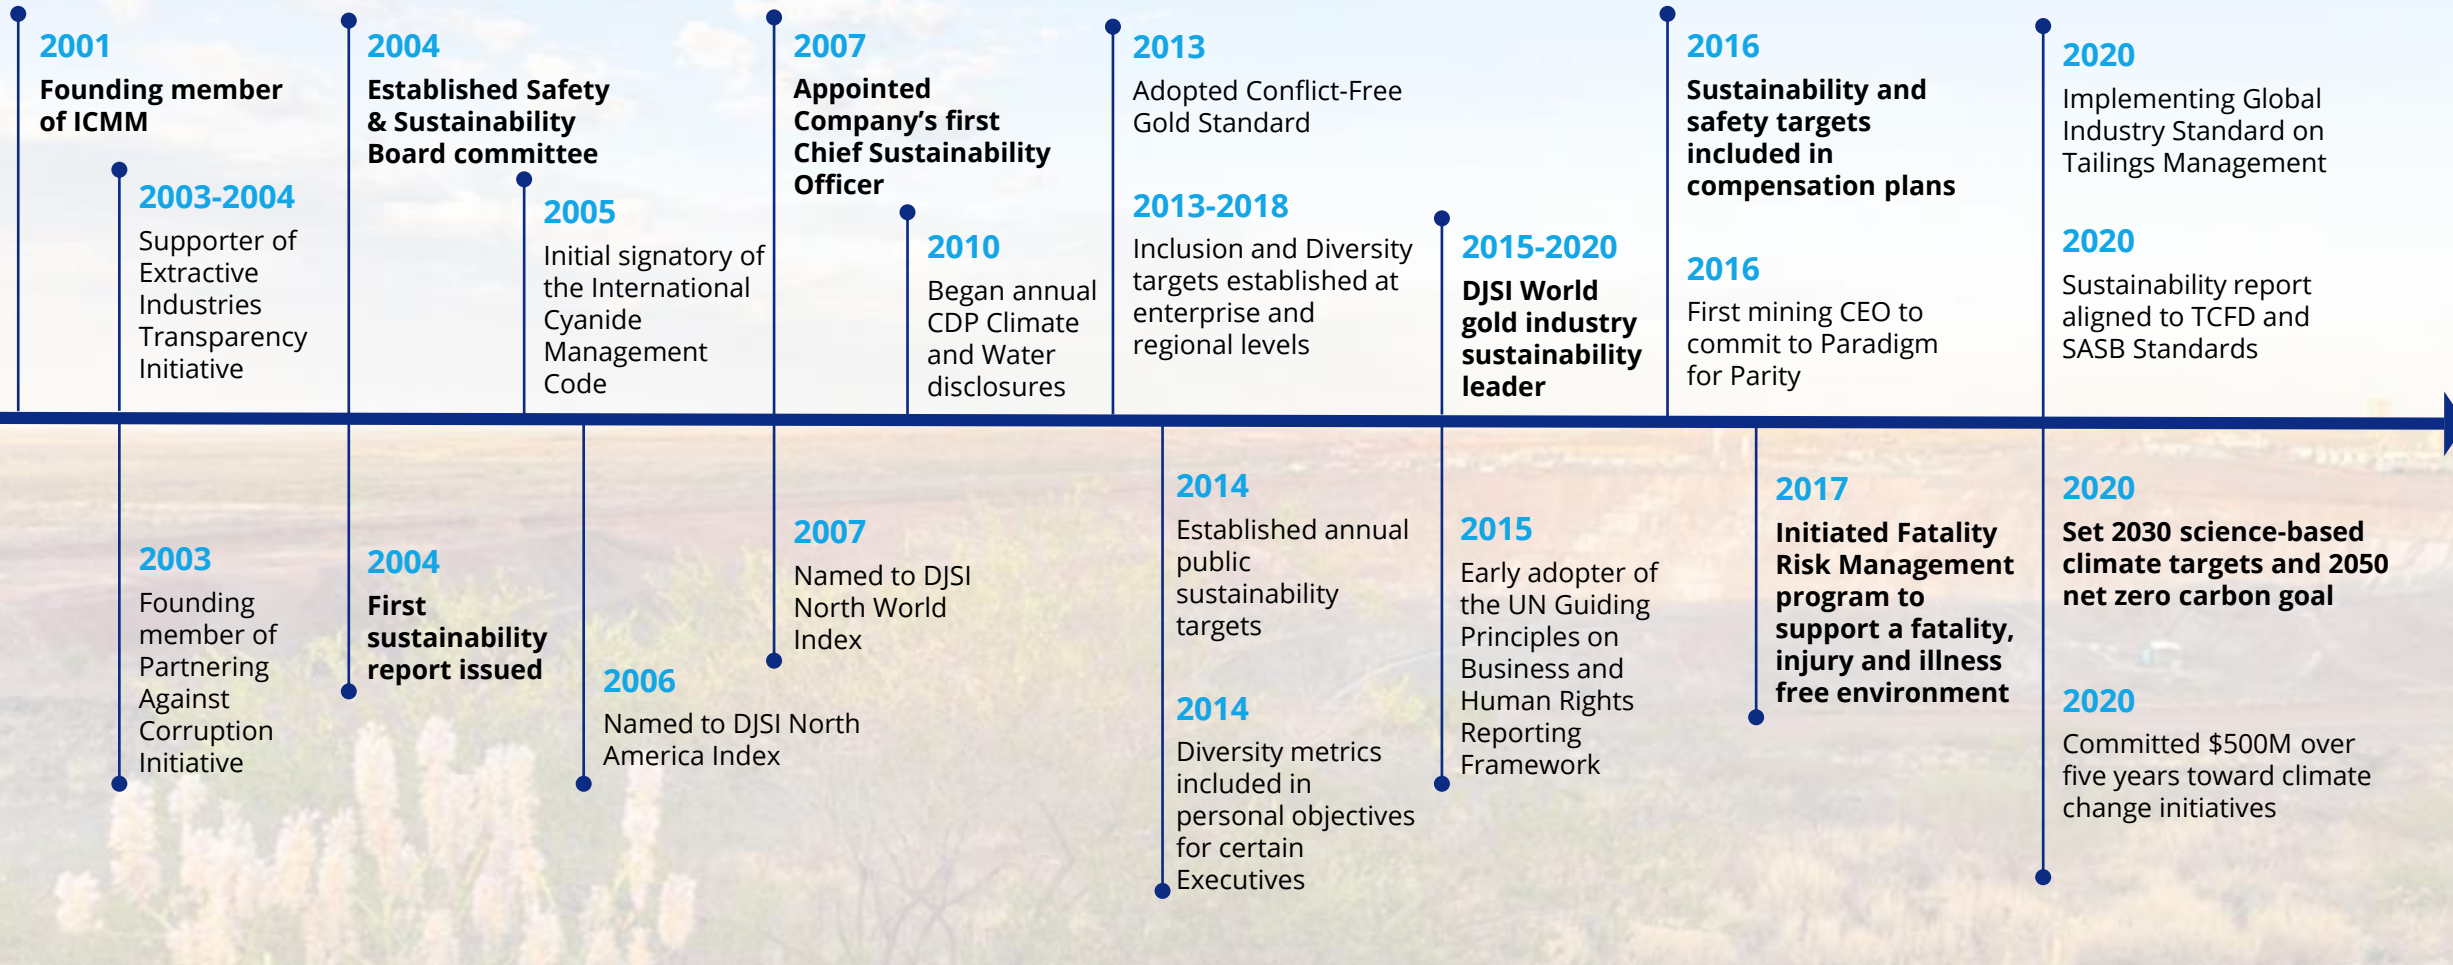 2001
Founding member
of ICMM
2003-2004
Supporter of
Extractive
Industries
Transparency
Initiative
2004
Established Safety
& Sustainability
Board committee
2005
Initial signatory of
the International
Cyanide
Management
Code
2007
Appointed
Company’s first
Chief Sustainability
Officer
2010
Began annual
CDP Climate
and Water
disclosures
2013
Adopted Conflict-Free
Gold Standard
2013-2018
Inclusion and Diversity
targets established at
enterprise and
regional levels
2015-2020
DJSI World
gold industry
sustainability
leader
2016
Sustainability and
safety targets
included in
compensation plans
2016
First mining CEO to
commit to Paradigm
for Parity
2020
Implementing Global
Industry Standard on
Tailings Management
2020
Sustainability report
aligned to TCFD and
SASB Standards
2003
Founding
member of
Partnering
Against
Corruption
Initiative
2004
First
sustainability
report issued
2006
Named to DJSI North
America Index
2007
Named to DJSI
North World
Index
2014
Established annual
public
sustainability
targets
2014
Diversity metrics
included in
personal objectives
for certain
Executives
2015
Early adopter of
the UN Guiding
Principles on
Business and
Human Rights
Reporting
Framework
2017
Initiated Fatality
Risk Management
program to
support a fatality,
injury and illness
free environment
2020
Set 2030 science-based
climate targets and 2050
net zero carbon goal
2020
Committed $500M over
five years toward climate
change initiatives